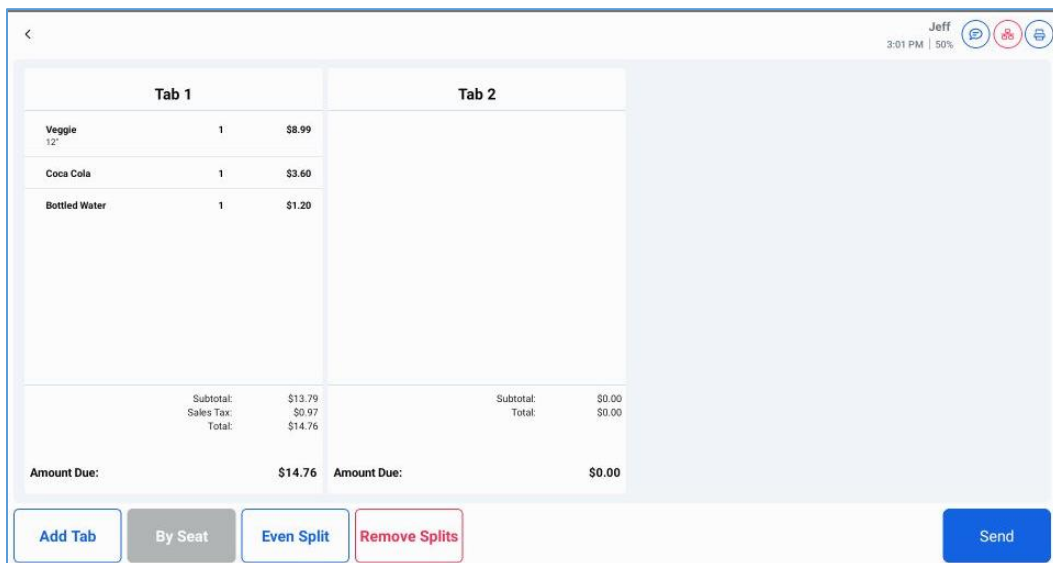 Jeff
3:01 PM | 50%
Tab 1
Veggie 1 $8.99
12"
Coca Cola 1 $3.60
Bottled Water 1 $1.20
Subtotal: $13.79
Sales Tax: $0.97
Total: $14.76
Amount Due: $14.76
Tab 2
Subtotal: $0.00
Total: $0.00
Amount Due: $0.00
Add Tab
By Seat
Even Split
Remove Splits
Send